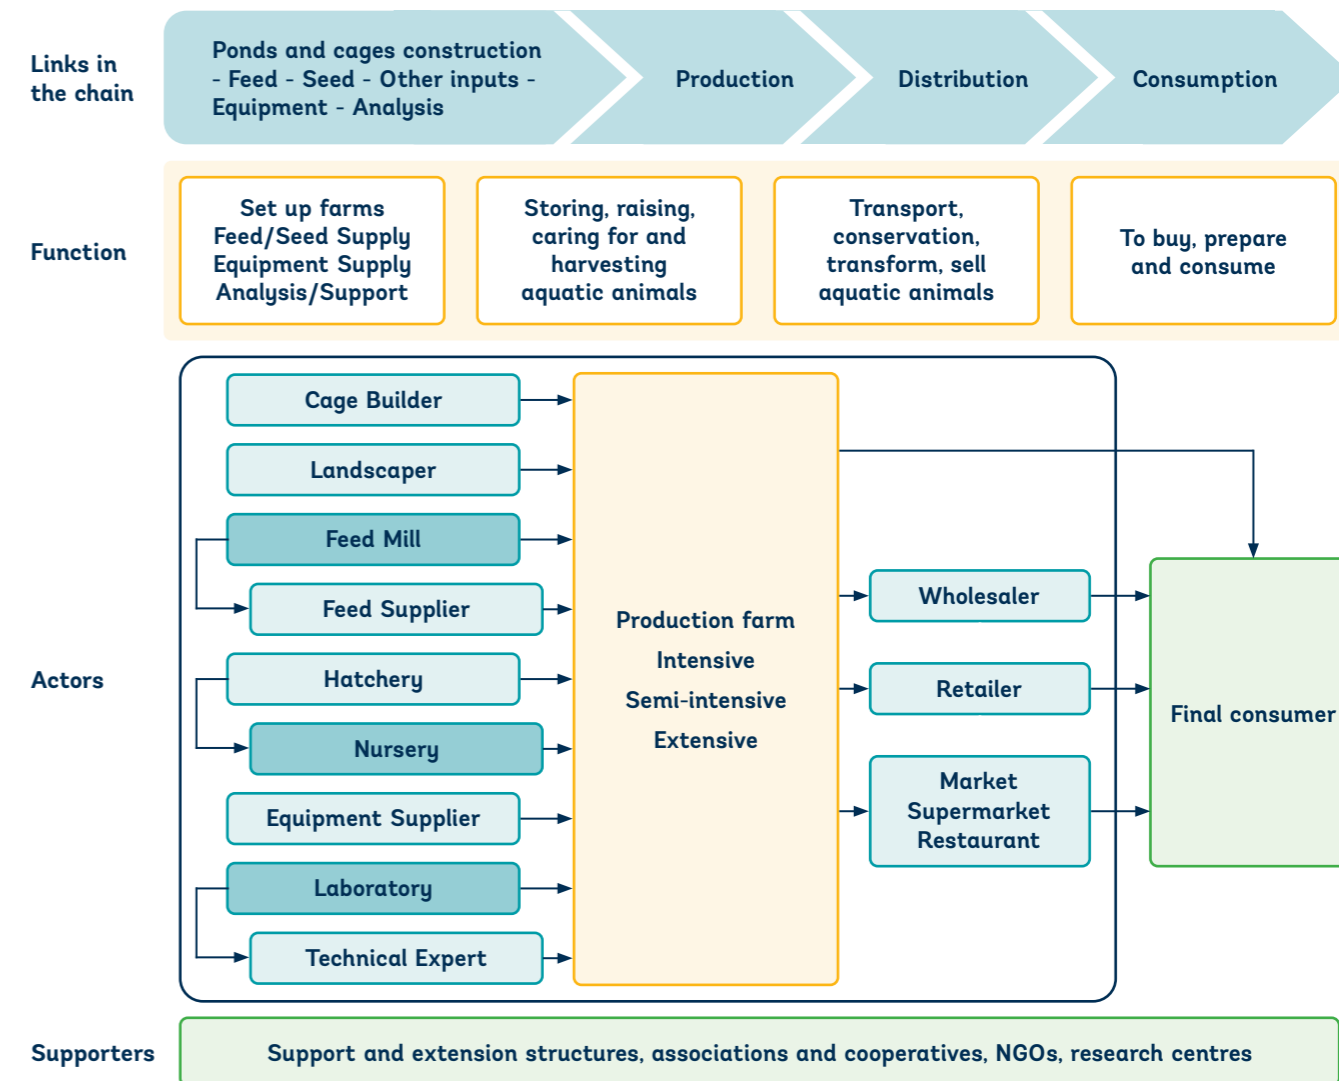 Links in
the chain
Ponds and cages construction
- Feed - Seed - Other inputs -
Equipment - Analysis
Production
Distribution
Consumption
Function
Set up farms
Feed/Seed Supply
Equipment Supply
Analysis/Support
Storing, raising,
caring for and
harvesting
aquatic animals
Transport,
conservation,
transform, sell
aquatic animals
To buy, prepare
and consume
Actors
Cage Builder
Landscaper
Feed Mill
Feed Supplier
Hatchery
Nursery
Equipment Supplier
Laboratory
Technical Expert
Production farm
Intensive
Semi-intensive
Extensive
Wholesaler
Retailer
Market
Supermarket
Restaurant
Final consumer
Supporters
Support and extension structures, associations and cooperatives, NGOs, research centres